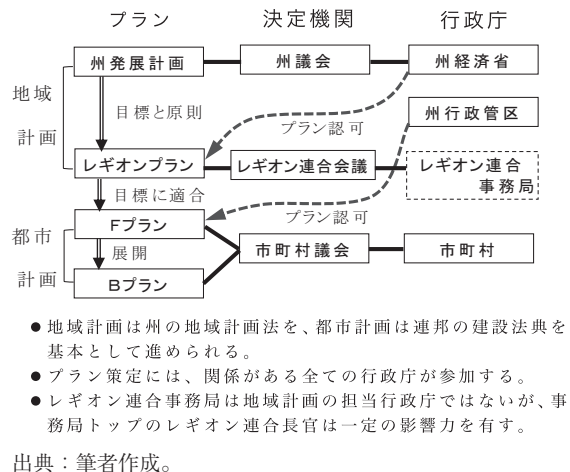 プラン 決定機関 行政庁
州発展計画 州議会 州経済省
地域
計画
目標と原則
プラン認可
州行政管区
レギオンプラン レギオン連合会議 レギオン連合
事務局
目標に適合
プラン認可
Fプラン
都市
計画
展開
市町村議会 市町村
Bプラン
●地域計画は州の地域計画法を、都市計画は連邦の建設法典を
基本として進められる。
●プラン策定には、関係がある全ての行政庁が参加する。
●レギオン連合事務局は地域計画の担当行政庁ではないが、事
務局トップのレギオン連合長官は一定の影響力を有す。
出典：筆者作成。